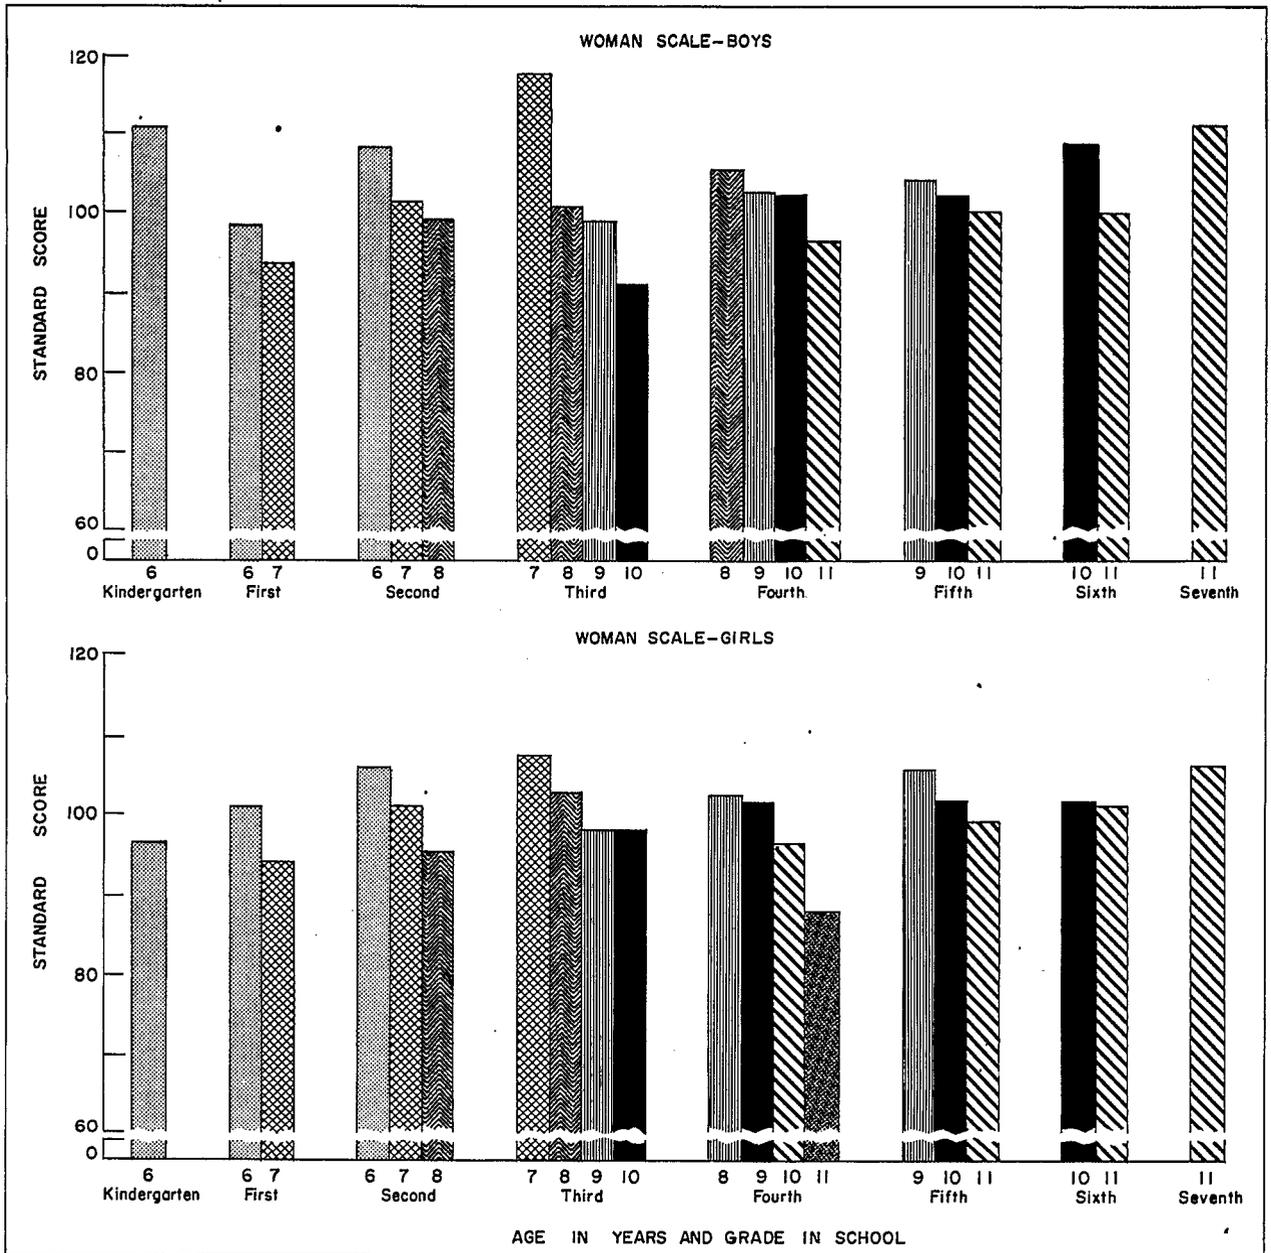 WOMAN SCALE-BOYS
120
100
80
60
0
STANDARD SCORE
6 6 7 6 7 8 7 8 9 10 8 9 10 11 9 10 11 10 11 11
Kindergarten First Second Third Fourth Fifth Sixth Seventh
WOMAN SCALE-GIRLS
120
100
80
60
0
STANDARD SCORE
6 6 7 6 7 8 7 8 9 10 8 9 10 11 9 10 11 10 11 11
Kindergarten First Second Third Fourth Fifth Sixth Seventh
AGE IN YEARS AND GRADE IN SCHOOL